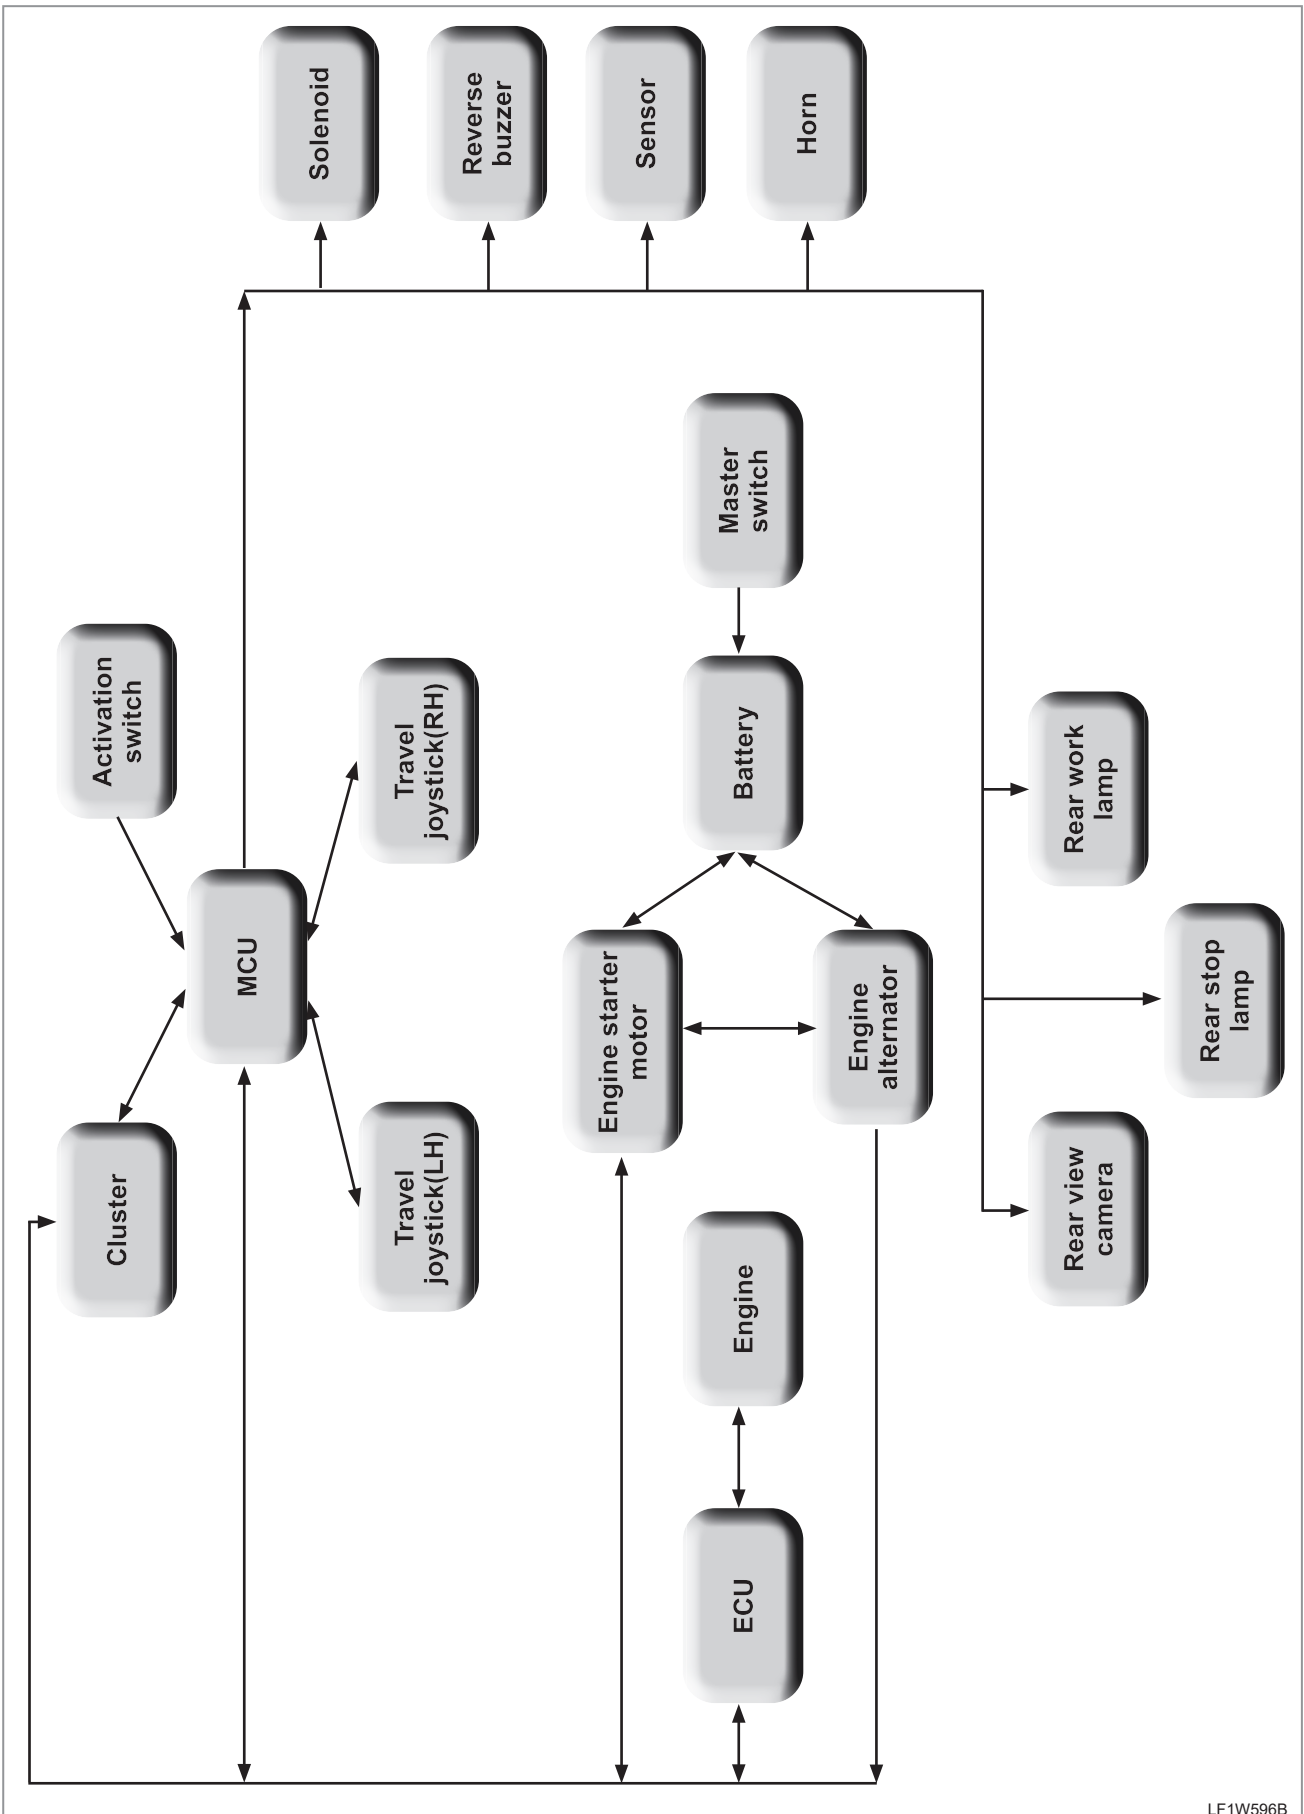 Solenoid
Reverse
buzzer
Sensor
Horn
Master
switch
Activation
switch
Travel
joystick(RH)
Battery
Rear work
lamp
MCU
Engine starter
motor
Engine
alternator
Rear stop
lamp
Cluster
Travel
joystick(LH)
Engine
Rear view
camera
ECU
LF1W596B